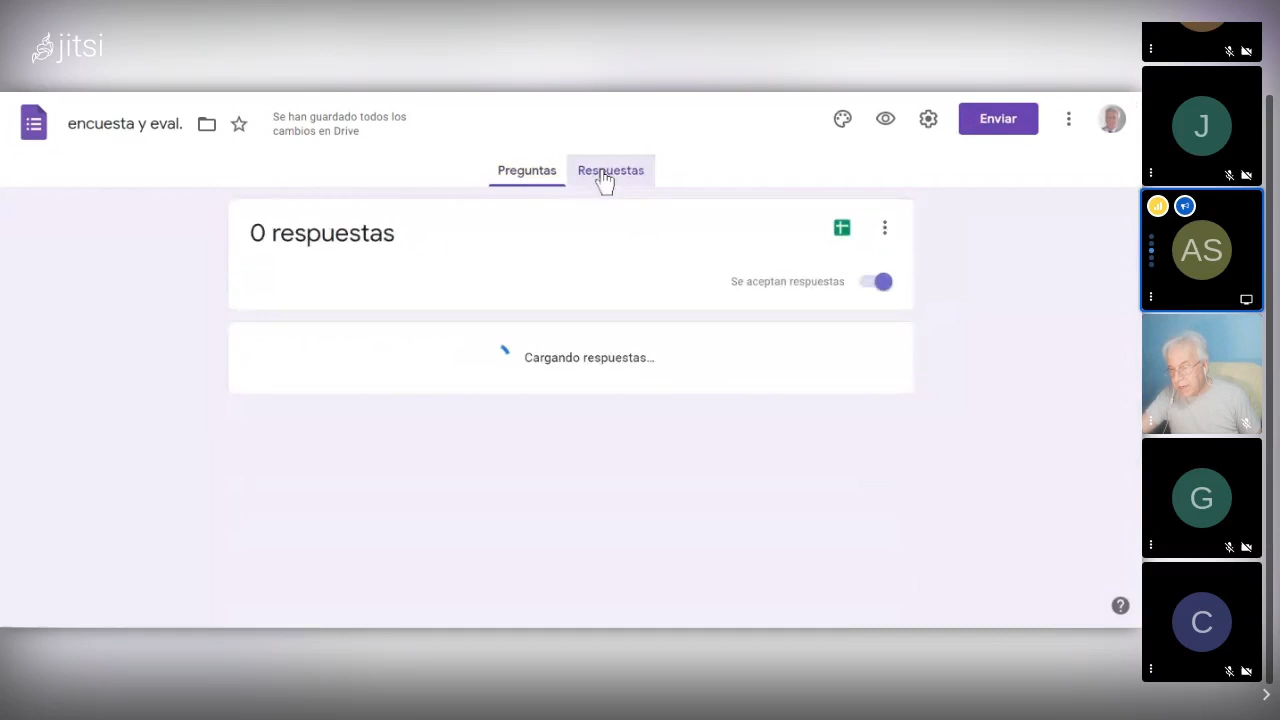 jitsi
encuesta y eval.
Se han guardado todos los
cambios en Drive
Enviar
Preguntas
Respuestas
0 respuestas
Se aceptan respuestas
Cargando respuestas...
J
AS
G
C